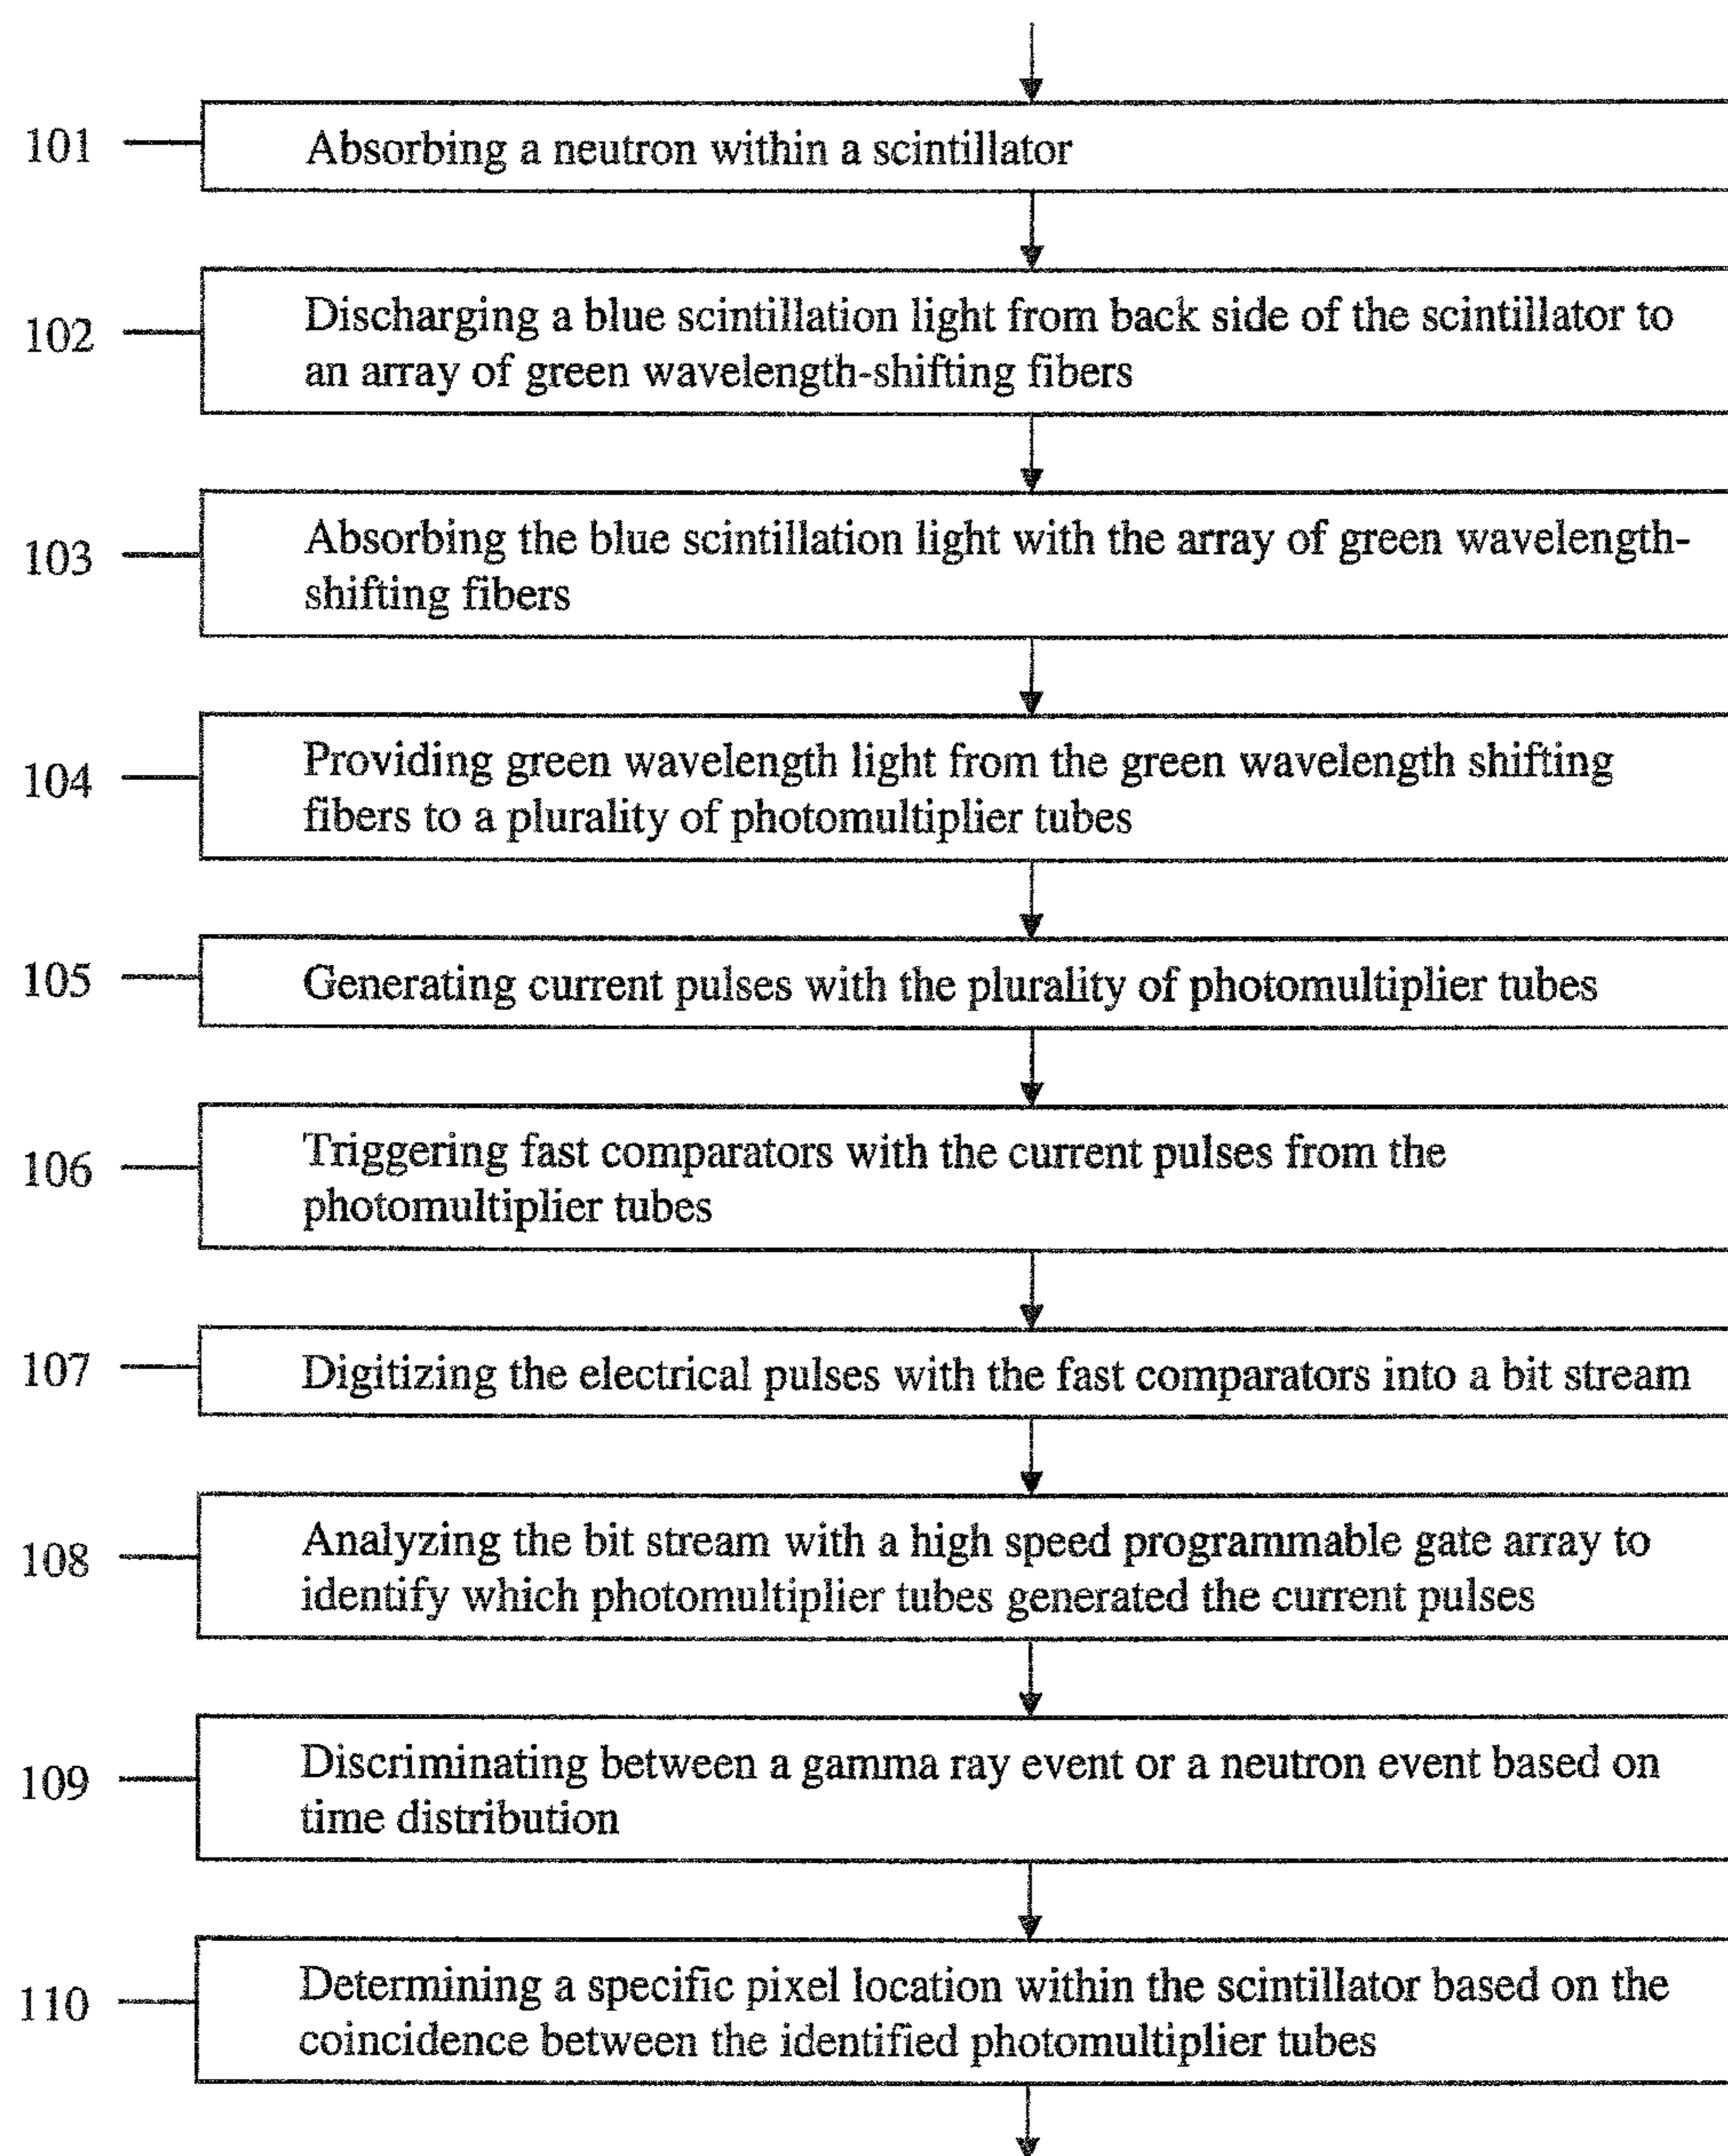 101 Absorbing a neutron within a scintillator
102 Discharging a blue scintillation light from back side of the scintillator to
an array of green wavelength-shifting fibers
103 Absorbing the blue scintillation light with the array of green wavelength-
shifting fibers
104 Providing green wavelength light from the green wavelength shifting
fibers to a plurality of photomultiplier tubes
105 Generating current pulses with the plurality of photomultiplier tubes
106 Triggering fast comparators with the current pulses from the
photomultiplier tubes
107 Digitizing the electrical pulses with the fast comparators into a bit stream
108 Analyzing the bit stream with a high speed programmable gate array to
identify which photomultiplier tubes generated the current pulses
109 Discriminating between a gamma ray event or a neutron event based on
time distribution
110 Determining a specific pixel location within the scintillator based on the
coincidence between the identified photomultiplier tubes